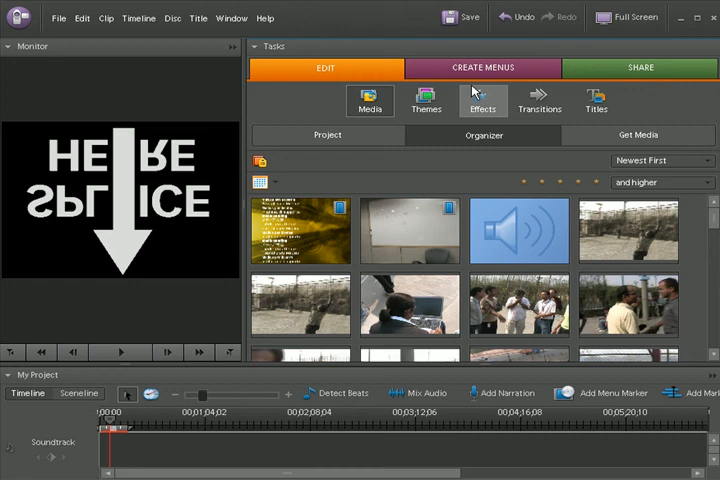 File Edit Clip Timeline Disc Title Window Help
Save Undo Redo Full Screen
Monitor
Tasks
EDIT CREATE MENUS SHARE
Media Themes Effects Transitions Titles
Project Organizer Get Media
Newest First
and higher
HERE
SPLICE
My Project
Timeline Sceneline Detect Beats Mix Audio Add Narration Add Menu Marker Add Mar
:00;00 00;01;04;02 00;02;08;04 00;03;12;06 00;04;16;08 00;05;20;10
Soundtrack